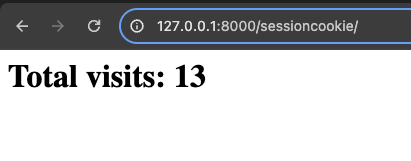 127.0.0.1:8000/sessioncookie/
Total visits: 13